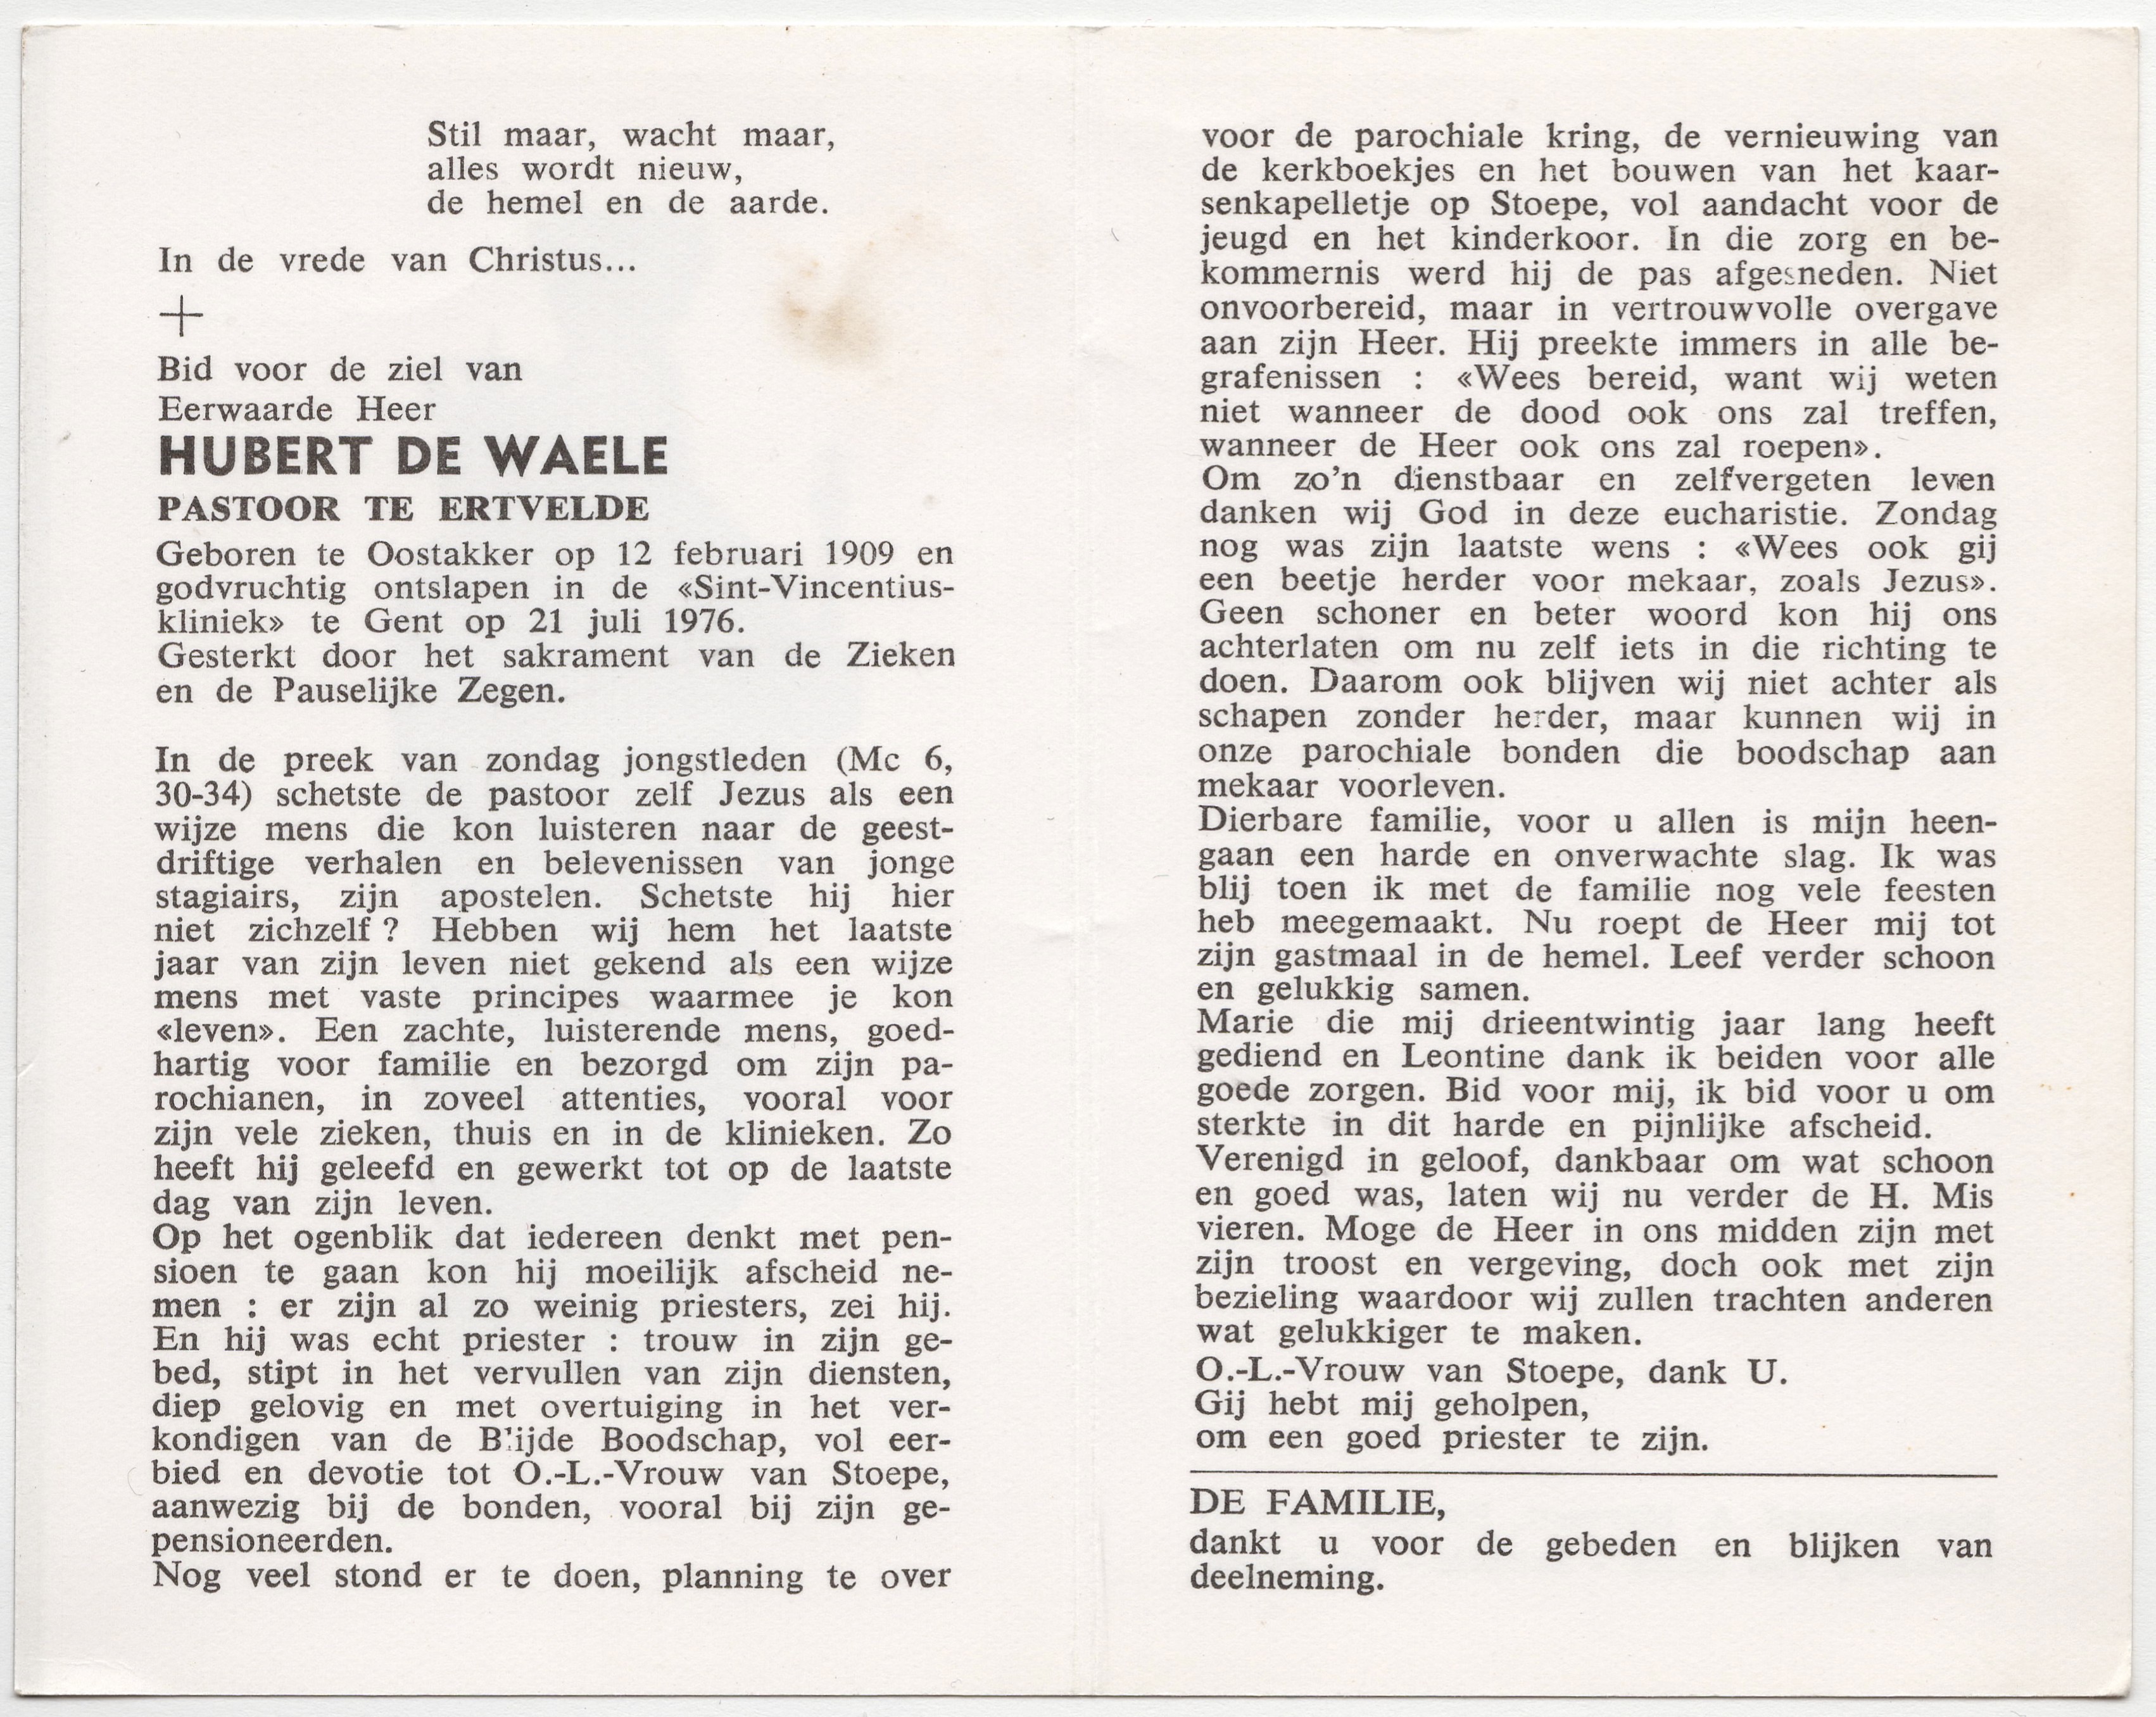 Stil maar, wacht maar,
alles wordt nieuw,
de hemel en de aarde.
In de vrede van Christus...
+
Bid voor de ziel van
Eerwaarde Heer
HUBERT DE WAELE
PASTOOR TE ERTVELDE
Geboren te Oostakker op 12 februari 1909 en
godvruchtig ontslapen in de «Sint-Vincentius-
kliniek» te Gent op 21 juli 1976.
Gesterkt door het sakrament van de Zieken
en de Pauselijke Zegen.
In de preek van zondag jongstleden (Mc 6,
30-34) schetste de pastoor zelf Jezus als een
wijze mens die kon luisteren naar de geest-
driftige verhalen en belevenissen van jonge
stagiairs, zijn apostelen. Schetste hij hier
niet zichzelf ? Hebben wij hem het laatste
jaar van zijn leven niet gekend als een wijze
mens met vaste principes waarmee je kon
«leven». Een zachte, luisterende mens, goed-
hartig voor familie en bezorgd om zijn pa-
rochianen, in zoveel attenties, vooral voor
zijn vele zieken, thuis en in de klinieken. Zo
heeft hij geleefd en gewerkt tot op de laatste
dag van zijn leven.
Op het ogenblik dat iedereen denkt met pen-
sioen te gaan kon hij moeilijk afscheid ne-
men : er zijn al zo weinig priesters, zei hij.
En hij was echt priester : trouw in zijn ge-
bed, stipt in het vervullen van zijn diensten,
diep gelovig en met overtuiging in het ver-
kondigen van de Blijde Boodschap, vol eer-
bied en devotie tot O.-L.-Vrouw van Stoepe,
aanwezig bij de bonden, vooral bij zijn ge-
pensioneerden.
Nog veel stond er te doen, planning te over
voor de parochiale kring, de vernieuwing van
de kerkboekjes en het bouwen van het kaar-
senkapelletje op Stoepe, vol aandacht voor de
jeugd en het kinderkoor. In die zorg en be-
kommernis werd hij de pas afgesneden. Niet
onvoorbereid, maar in vertrouwvolle overgave
aan zijn Heer. Hij preekte immers in alle be-
grafenissen : «Wees bereid, want wij weten
niet wanneer de dood ook ons zal treffen,
wanneer de Heer ook ons zal roepen».
Om zo'n dienstbaar en zelfvergeten leven
danken wij God in deze eucharistie. Zondag
nog was zijn laatste wens : «Wees ook gij
een beetje herder voor mekaar, zoals Jezus».
Geen schoner en beter woord kon hij ons
achterlaten om nu zelf iets in die richting te
doen. Daarom ook blijven wij niet achter als
schapen zonder herder, maar kunnen wij in
onze parochiale bonden die boodschap aan
mekaar voorleven.
Dierbare familie, voor u allen is mijn heen-
gaan een harde en onverwachte slag. Ik was
blij toen ik met de familie nog vele feesten
heb meegemaakt. Nu roept de Heer mij tot
zijn gastmaal in de hemel. Leef verder schoon
en gelukkig samen.
Marie die mij drieentwintig jaar lang heeft
gediend en Leontine dank ik beiden voor alle
goede zorgen. Bid voor mij, ik bid voor u om
sterkte in dit harde en pijnlijke afscheid.
Verenigd in geloof, dankbaar om wat schoon
en goed was, laten wij nu verder de H. Mis
vieren. Moge de Heer in ons midden zijn met
zijn troost en vergeving, doch ook met zijn
bezieling waardoor wij zullen trachten anderen
wat gelukkiger te maken.
O.-L.-Vrouw van Stoepe, dank U.
Gij hebt mij geholpen,
om een goed priester te zijn.
DE FAMILIE,
dankt u voor de gebeden en blijken van
deelneming.